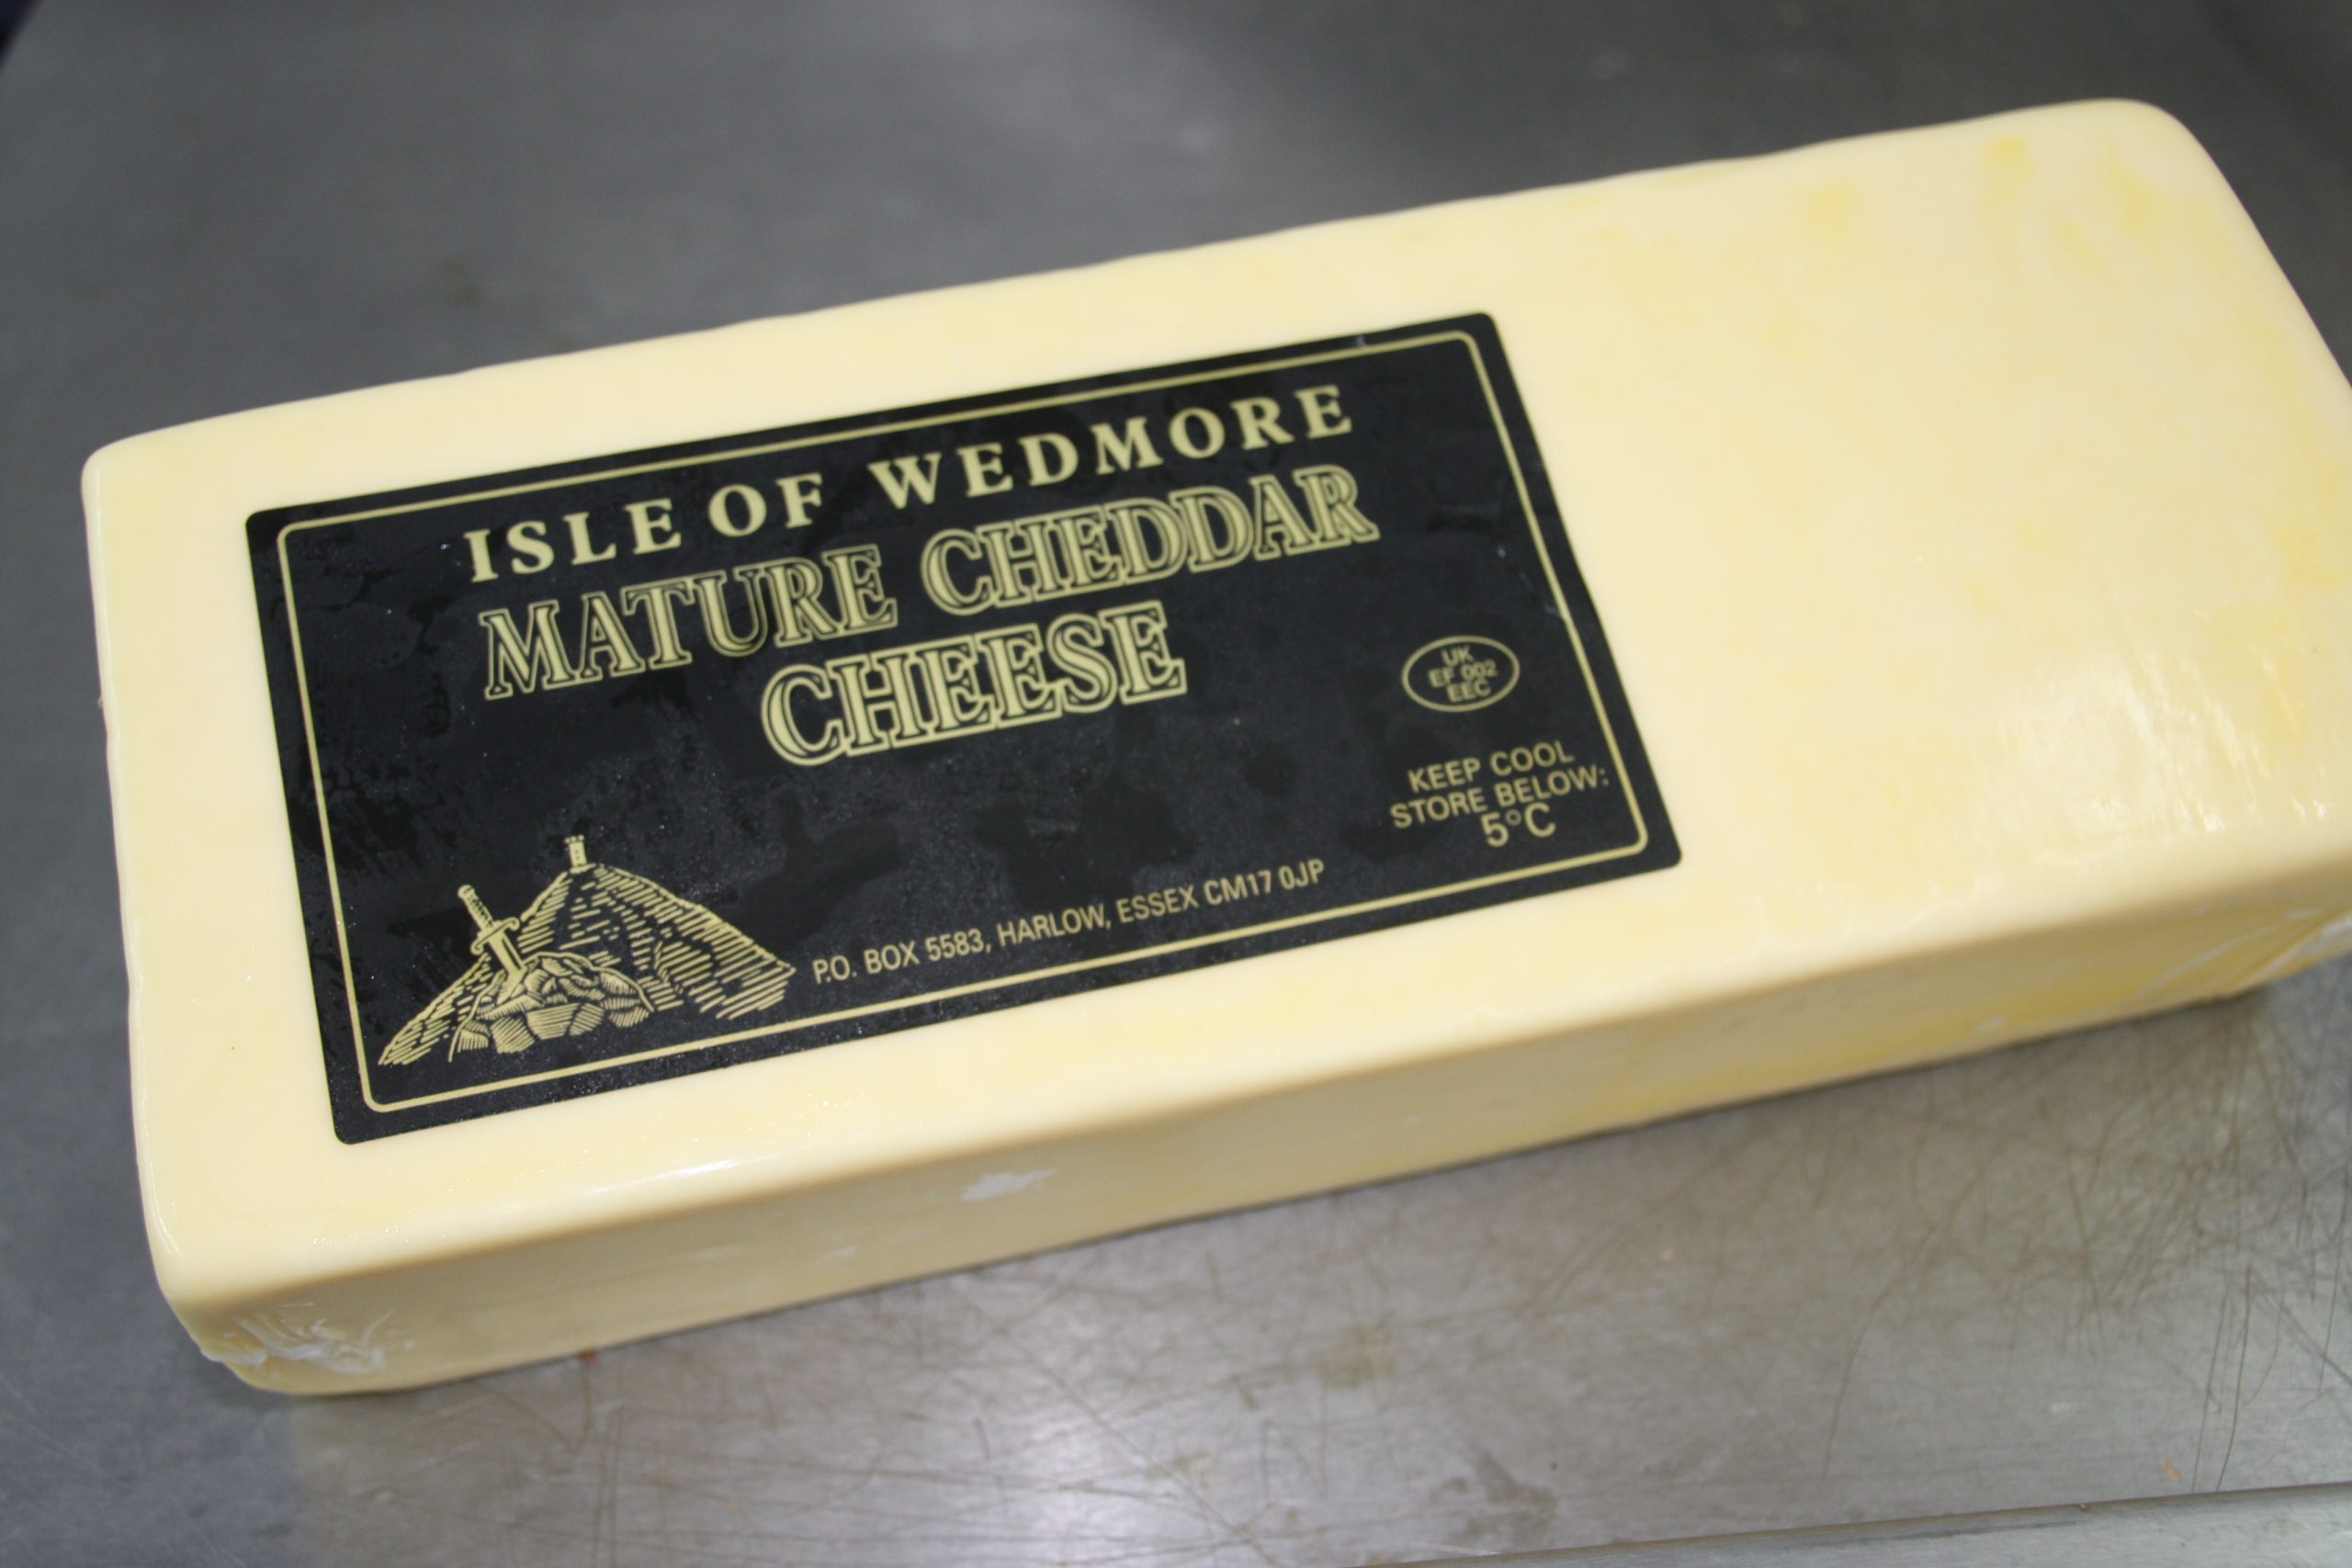 ISLE OF WEDMORE
MATURE CHEDDAR
CHEESE
UK
EF 002
EEC
KEEP COOL
STORE BELOW:
5°C
P.O. BOX 5583, HARLOW, ESSEX CM17 0JP